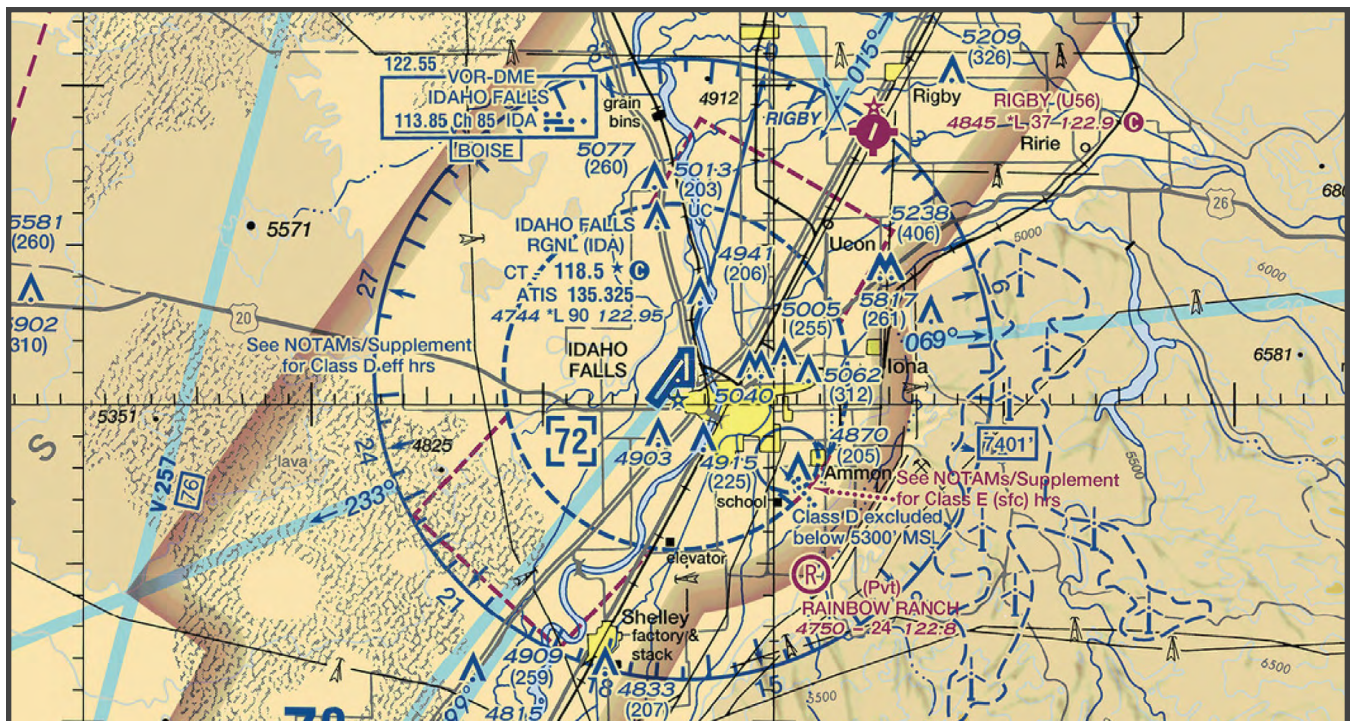 122.55
VOR-DME
IDAHO FALLS
113.85 Ch 85 IDA
BOISE
grain
bins
4912
33
0
RIGBY
015°
3
5209
(326)
Rigby
RIGBY (U56)
4845 *L 37 122.9 C
Ririe
26
5077
(260)
5013
(203)
UC
5581
(260)
5571
IDAHO FALLS
RGNL (IDA)
CT - 118.5 * C
ATIS 135.325
4744 *L 90 122.95
4941
(206)
Ucon
5238
(406)
5000
6000
6
27
20
5005
(255)
5817
(261)
069°
6581
See NOTAMs/Supplement
for Class D eff hrs
IDAHO
FALLS
Iona
5062
(312)
5040
5351
4825
S
24
lava
72
4903
4915
(225)
4870
(205)
7401'
5500
Ammon
school
See NOTAMs/Supplement
for Class E (sfc) hrs
Class D excluded
below 5300' MSL
V 257
76
233°
elevator
21
R
(Pvt)
RAINBOW RANCH
4750 - 24 122.8
Shelley
factory &
stack
4909
(259)
4815
18
4833
(207)
15
5500
6500